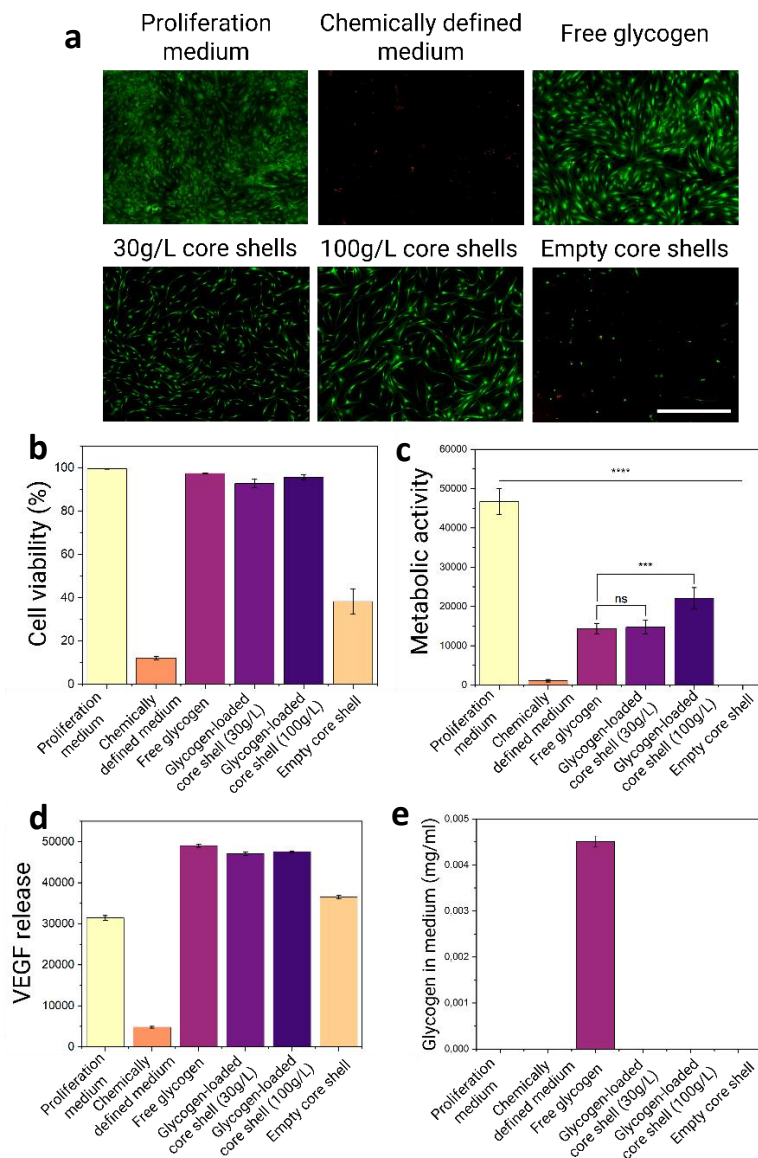 a
Proliferation
medium
Chemically defined
medium
Free glycogen
30g/L core shells
100g/L core shells
Empty core shells
b
Cell viability (%)
100
80
60
40
20
0
Proliferation
medium
Chemically
defined medium
Free glycogen
Glycogen-loaded
core shell (30g/L)
Glycogen-loaded
core shell (100g/L)
Empty core shell
c
Metabolic activity
60000
50000
40000
30000
20000
10000
0
****
***
ns
Proliferation
medium
Chemically
defined medium
Free glycogen
Glycogen-loaded
core shell (30g/L)
Glycogen-loaded
core shell (100g/L)
Empty core shell
d
VEGF release
50000
40000
30000
20000
10000
0
Proliferation
medium
Chemically
defined medium
Free glycogen
Glycogen-loaded
core shell (30g/L)
Glycogen-loaded
core shell (100g/L)
Empty core shell
e
Glycogen in medium (mg/ml)
0,005
0,004
0,003
0,002
0,001
0,000
Proliferation
medium
Chemically
defined medium
Free glycogen
Glycogen-loaded
core shell (30g/L)
Glycogen-loaded
core shell (100g/L)
Empty core shell